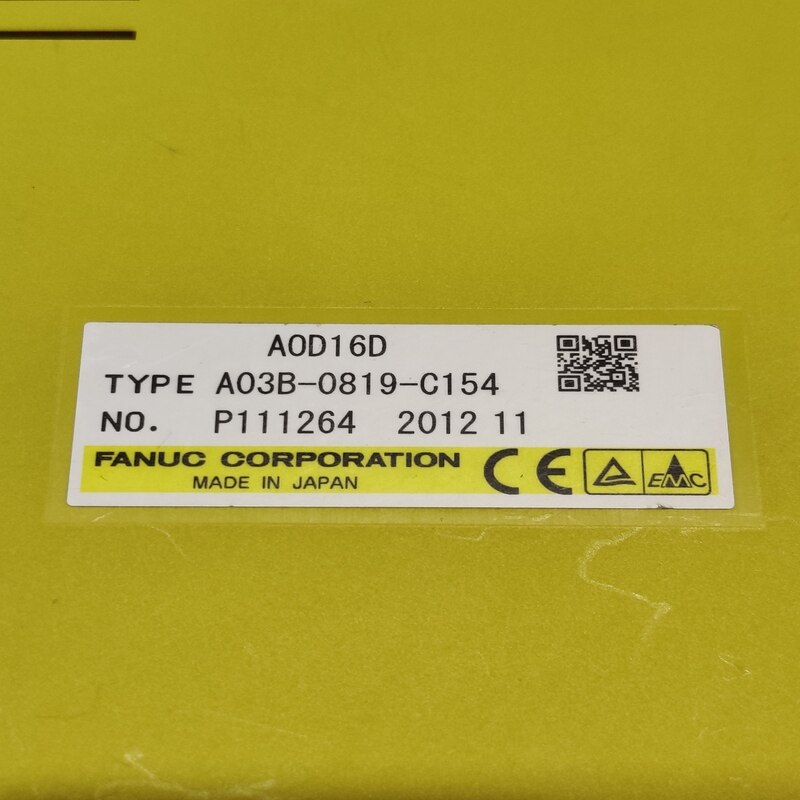 AOD16D
TYPE A03B-0819-C154
NO. P111264 2012 11
FANUC CORPORATION
MADE IN JAPAN
CE
EMC